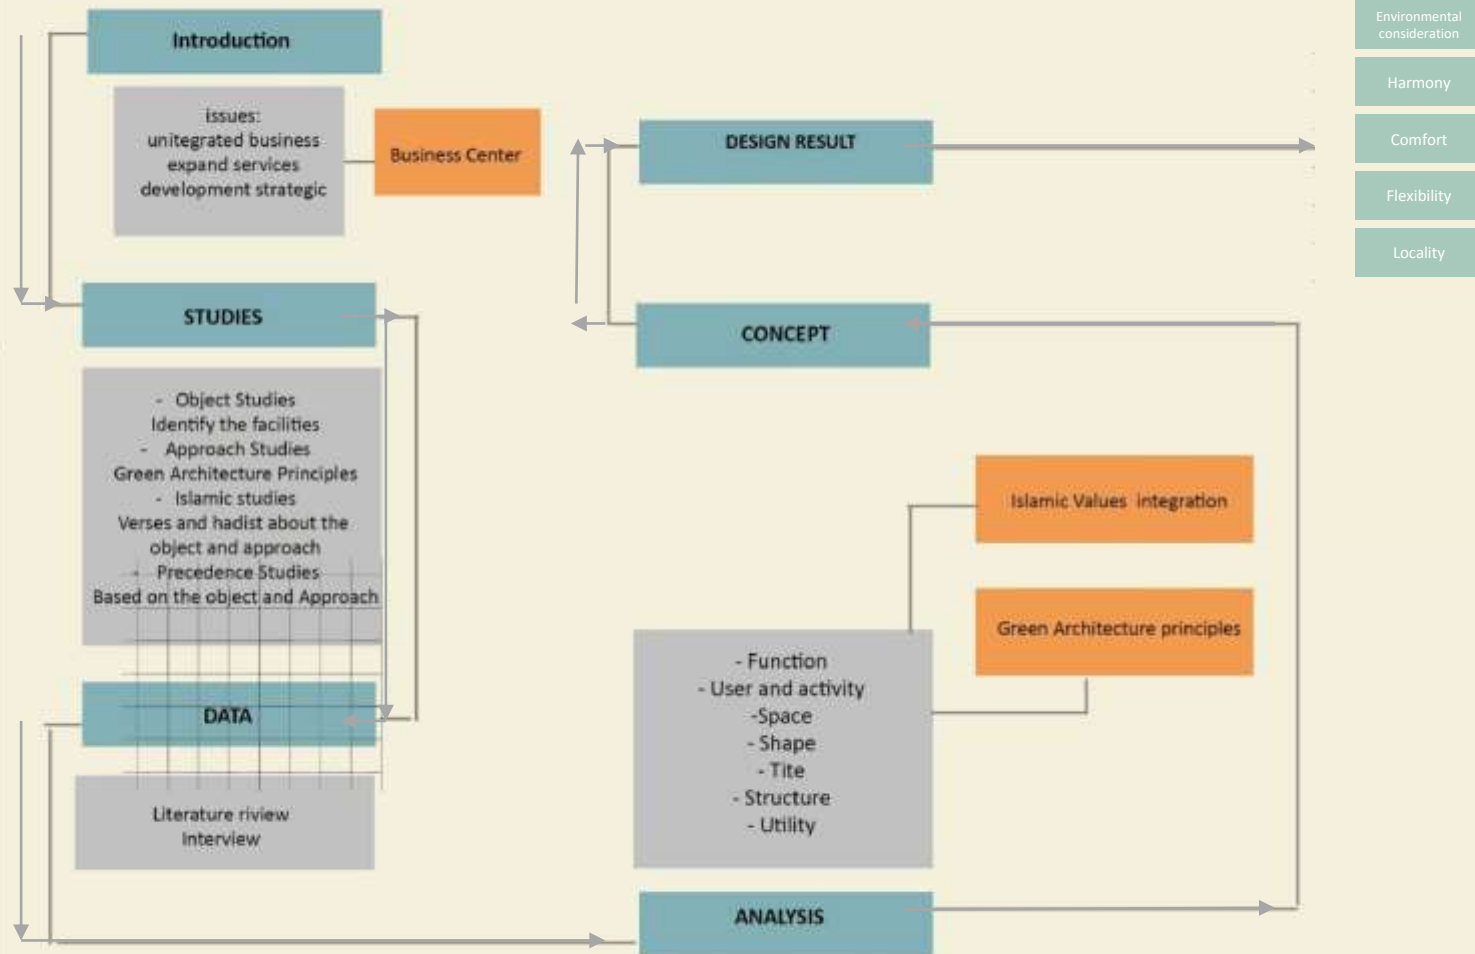 Introduction
issues:
unitegrated business
expand services
development strategic
Business Center
STUDIES
- Object Studies
Identify the facilities
- Approach Studies
Green Architecture Principles
- Islamic studies
Verses and hadist about the
object and approach
- Precedence Studies
Based on the object and Approach
DATA
Literature riview
Interview
DESIGN RESULT
CONCEPT
Islamic Values integration
Green Architecture principles
- Function
- User and activity
-Space
- Shape
- Tite
- Structure
- Utility
ANALYSIS
Environmental
consideration
Harmony
Comfort
Flexibility
Locality